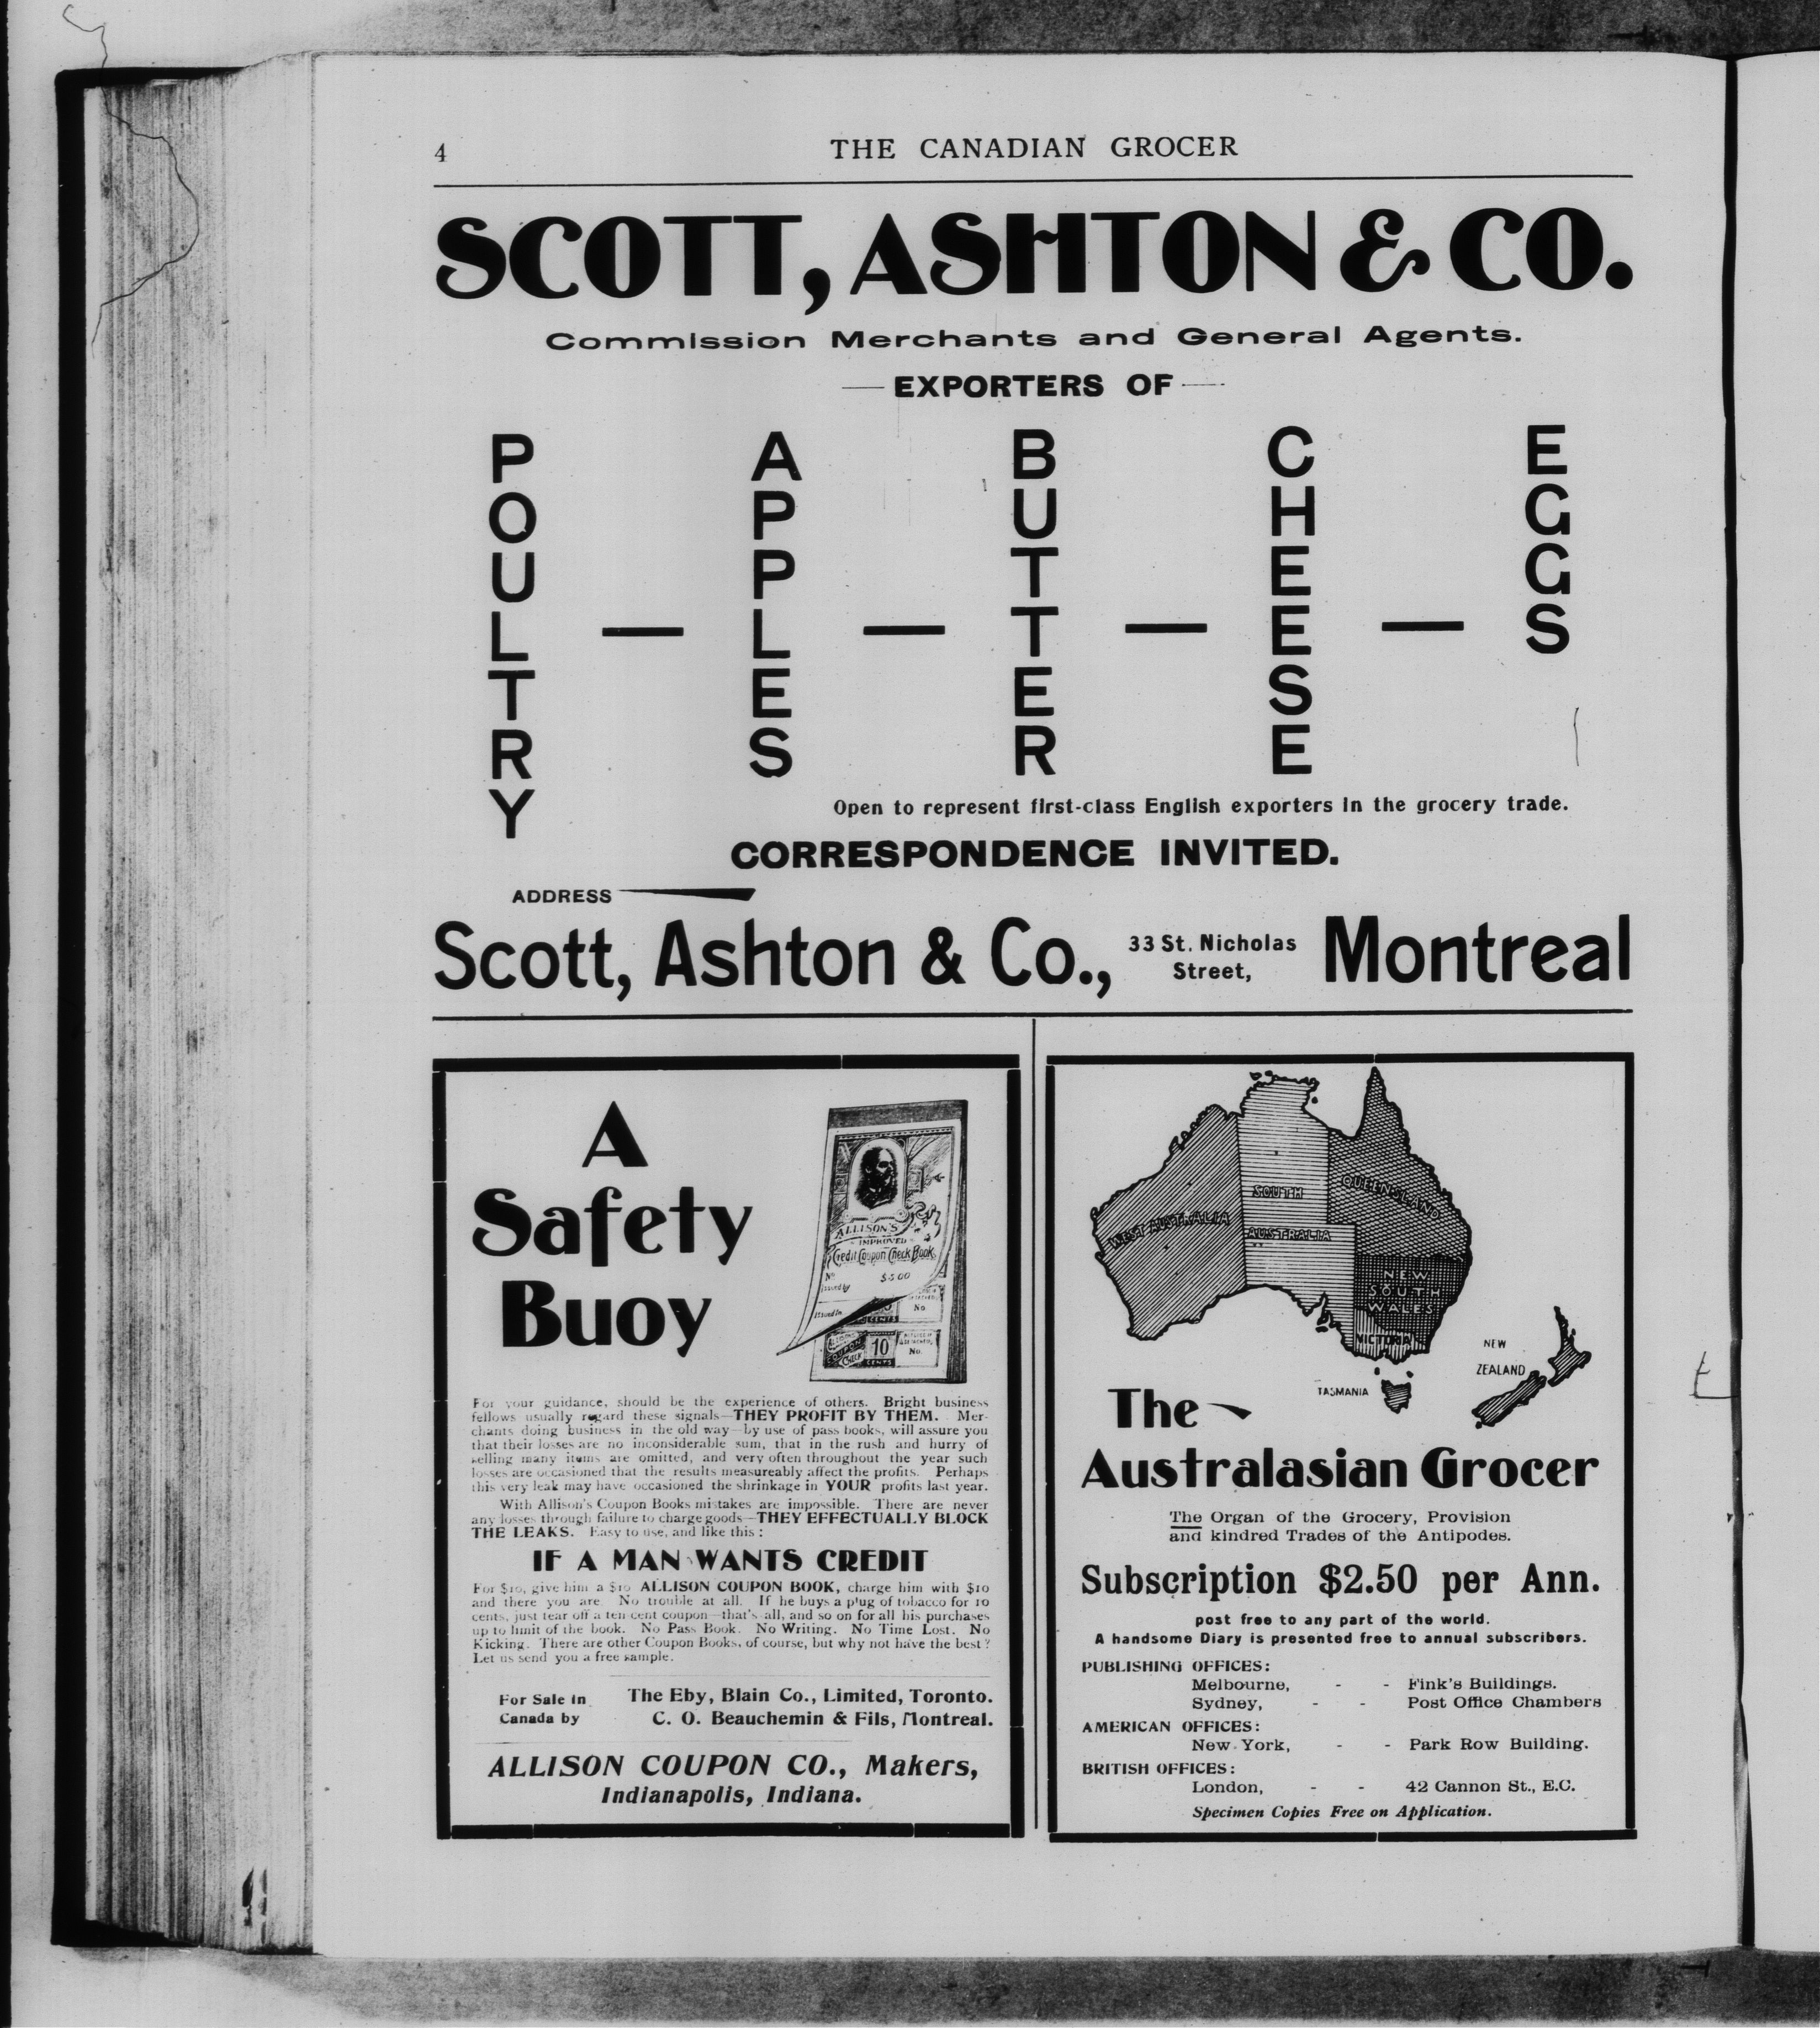 4
THE CANADIAN GROCER
SCOTT, ASHTON & CO.
Commission Merchants and General Agents.
EXPORTERS OF
POULTRY — APPLES — BUTTER — CHEESE — EGGS
Open to represent first-class English exporters in the grocery trade.
CORRESPONDENCE INVITED.
ADDRESS
Scott, Ashton & Co., 33 St. Nicholas Street, Montreal
A
Safety
Buoy
ALLISON'S
IMPROVED
Credit Coupon Check Book
No
$5.00
Issued by
Issued to
No
CENTS
ALLISON
COUPON
CHECK
10
CENTS
No.
For your guidance, should be the experience of others. Bright business
fellows usually regard these signals—THEY PROFIT BY THEM. Mer-
chants doing business in the old way—by use of pass books, will assure you
that their losses are no inconsiderable sum, that in the rush and hurry of
selling many items are omitted, and very often throughout the year such
losses are occasioned that the results measureably affect the profits. Perhaps
this very leak may have occasioned the shrinkage in YOUR profits last year.
With Allison's Coupon Books mistakes are impossible. There are never
any losses through failure to charge goods—THEY EFFECTUALLY BLOCK
THE LEAKS. Easy to use, and like this:
IF A MAN WANTS CREDIT
For $10, give him a $10 ALLISON COUPON BOOK, charge him with $10
and there you are. No trouble at all. If he buys a plug of tobacco for 10
cents, just tear off a ten cent coupon—that's all, and so on for all his purchases
up to limit of the book. No Pass Book. No Writing. No Time Lost. No
Kicking. There are other Coupon Books, of course, but why not have the best?
Let us send you a free sample.
For Sale in
Canada by
The Eby, Blain Co., Limited, Toronto.
C. O. Beauchemin & Fils, Montreal.
ALLISON COUPON CO., Makers,
Indianapolis, Indiana.
WEST AUSTRALIA
SOUTH
AUSTRALIA
QUEENSLAND
NEW
SOUTH
WALES
VICTORIA
TASMANIA
NEW
ZEALAND
The
Australasian Grocer
The Organ of the Grocery, Provision
and kindred Trades of the Antipodes.
Subscription $2.50 per Ann.
post free to any part of the world.
A handsome Diary is presented free to annual subscribers.
PUBLISHING OFFICES:
Melbourne, - - Fink's Buildings.
Sydney, - - Post Office Chambers
AMERICAN OFFICES:
New York, - - Park Row Building.
BRITISH OFFICES:
London, - - 42 Cannon St., E.C.
Specimen Copies Free on Application.